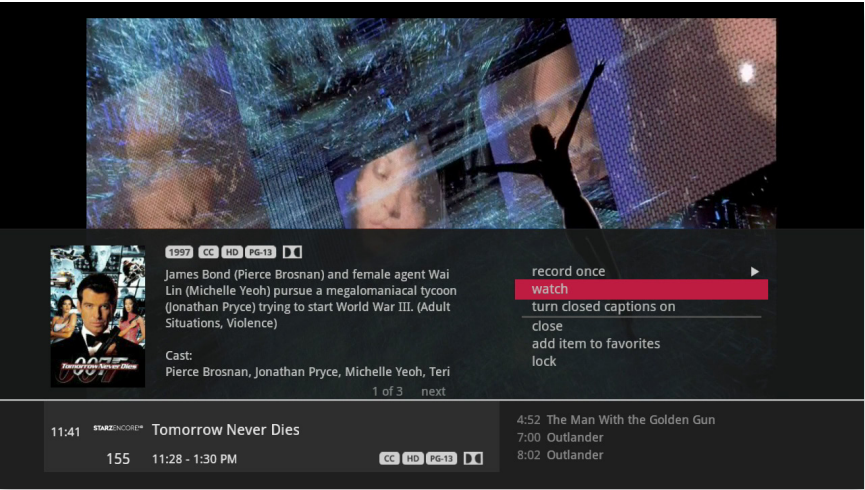 1997 CC HD PG-13
James Bond (Pierce Brosnan) and female agent Wai
Lin (Michelle Yeoh) pursue a megalomaniacal tycoon
(Jonathan Pryce) trying to start World War III. (Adult
Situations, Violence)
Cast:
Pierce Brosnan, Jonathan Pryce, Michelle Yeoh, Teri
1 of 3 next
007
Tomorrow Never Dies
record once
watch
turn closed captions on
close
add item to favorites
lock
11:41 STARZENCORE Tomorrow Never Dies
155 11:28 - 1:30 PM CC HD PG-13
4:52 The Man With the Golden Gun
7:00 Outlander
8:02 Outlander